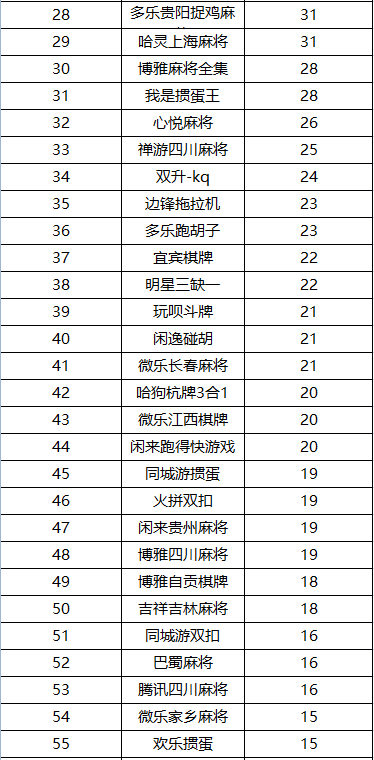 28 多乐贵阳捉鸡麻 31
29 哈灵上海麻将 31
30 博雅麻将全集 28
31 我是掼蛋王 28
32 心悦麻将 26
33 禅游四川麻将 25
34 双升-kq 24
35 边锋拖拉机 23
36 多乐跑胡子 23
37 宜宾棋牌 22
38 明星三缺一 22
39 玩呗斗牌 21
40 闲逸碰胡 21
41 微乐长春麻将 21
42 哈狗杭牌3合1 20
43 微乐江西棋牌 20
44 闲来跑得快游戏 20
45 同城游掼蛋 19
46 火拼双扣 19
47 闲来贵州麻将 19
48 博雅四川麻将 19
49 博雅自贡棋牌 18
50 吉祥吉林麻将 18
51 同城游双扣 16
52 巴蜀麻将 16
53 腾讯四川麻将 16
54 微乐家乡麻将 15
55 欢乐掼蛋 15